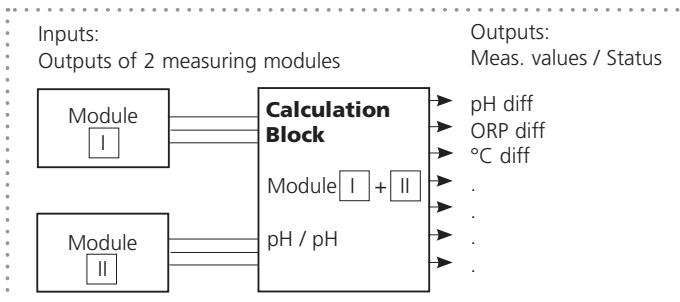 Inputs:
Outputs of 2 measuring modules
Outputs:
Meas. values / Status
Module
I
Calculation
Block
Module I + II
pH / pH
Module
II
pH diff
ORP diff
°C diff
.
.
.
.